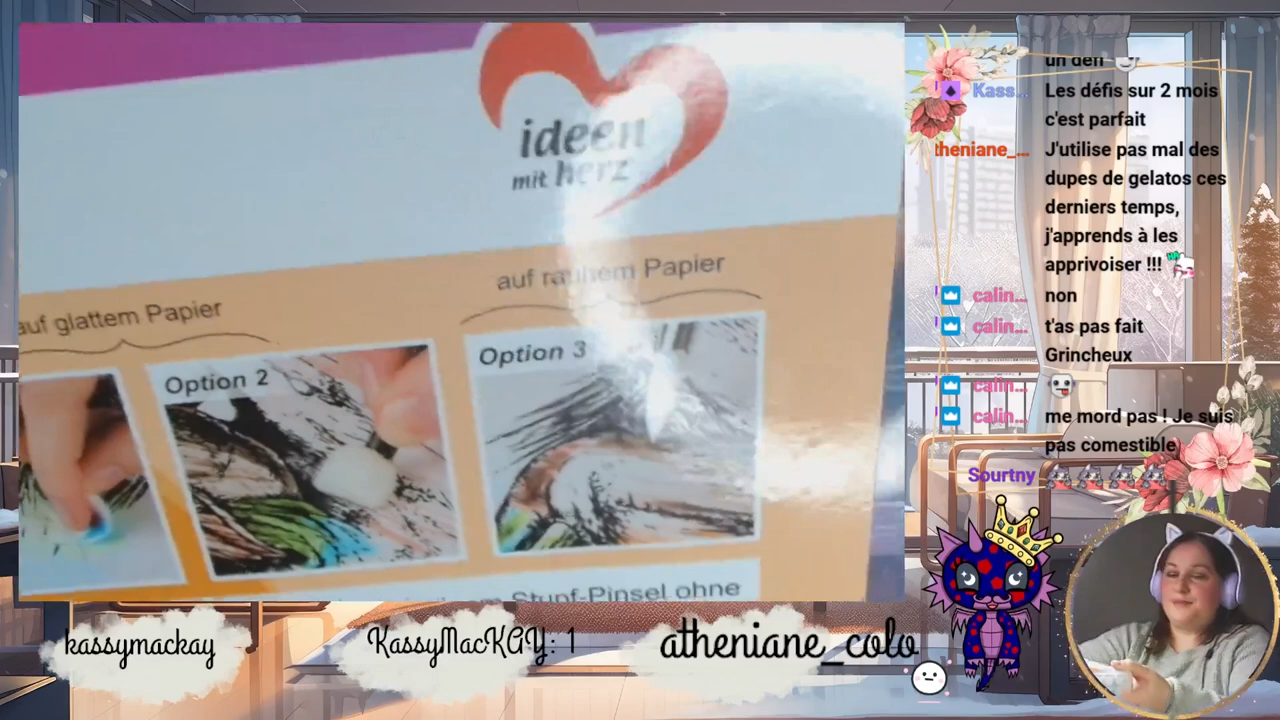 ideen
mit herz
auf glattem Papier
auf rauhem Papier
Option 2
Option 3
Stupf-Pinsel ohne
un défi
Kass...
Les défis sur 2 mois
c'est parfait
theniane_...
J'utilise pas mal des
dupes de gelatos ces
derniers temps,
j'apprends à les
apprivoiser !!!
calin...
non
calin...
t'as pas fait
Grincheux
calin...
calin...
me mord pas ! Je suis
pas comestible
Sourtny
kassymackay
KassyMacKAY: 1
atheniane_colo